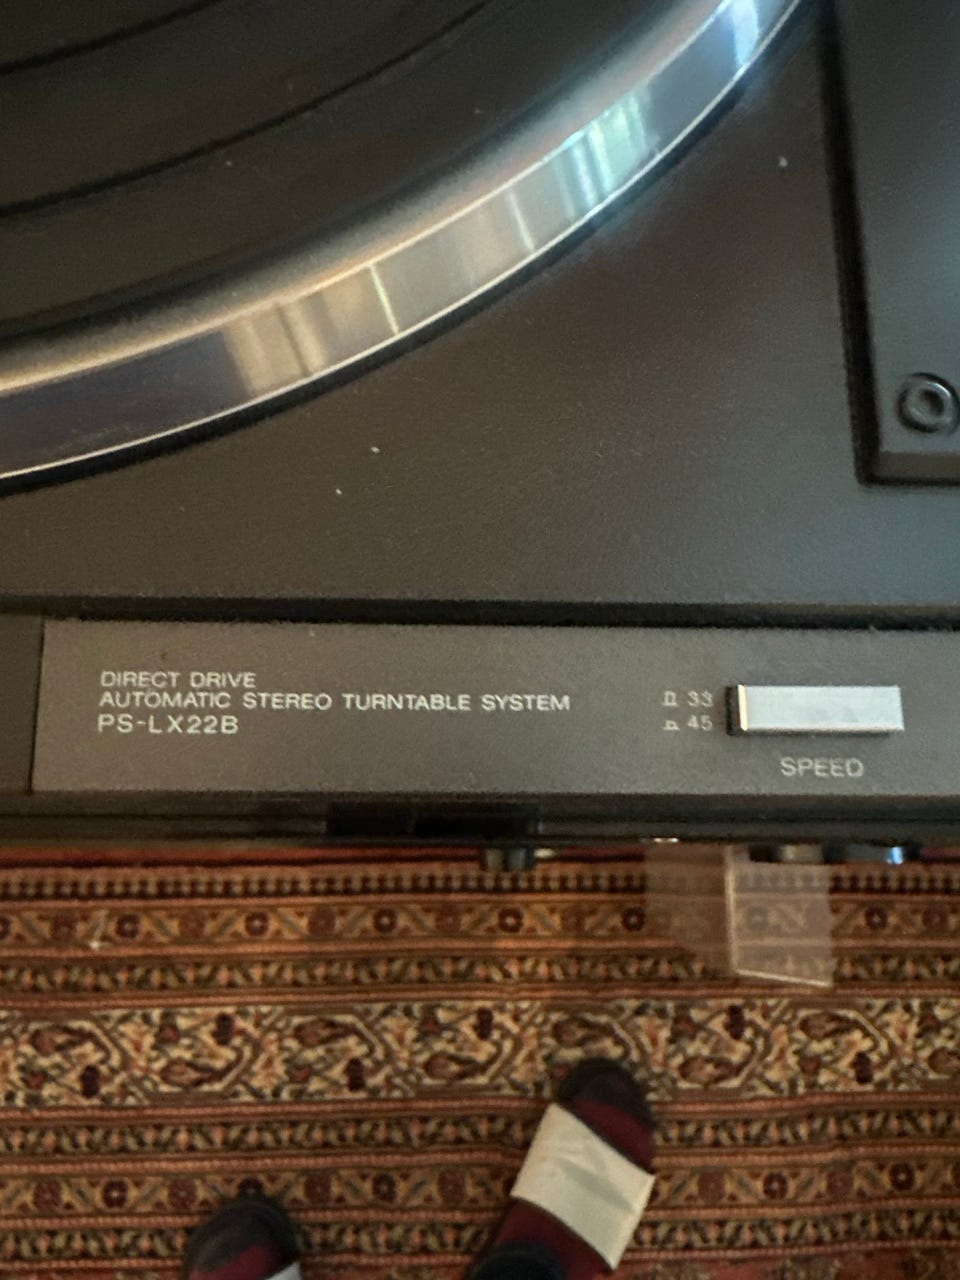 DIRECT DRIVE
AUTOMATIC STEREO TURNTABLE SYSTEM
PS-LX22B
33
45
SPEED